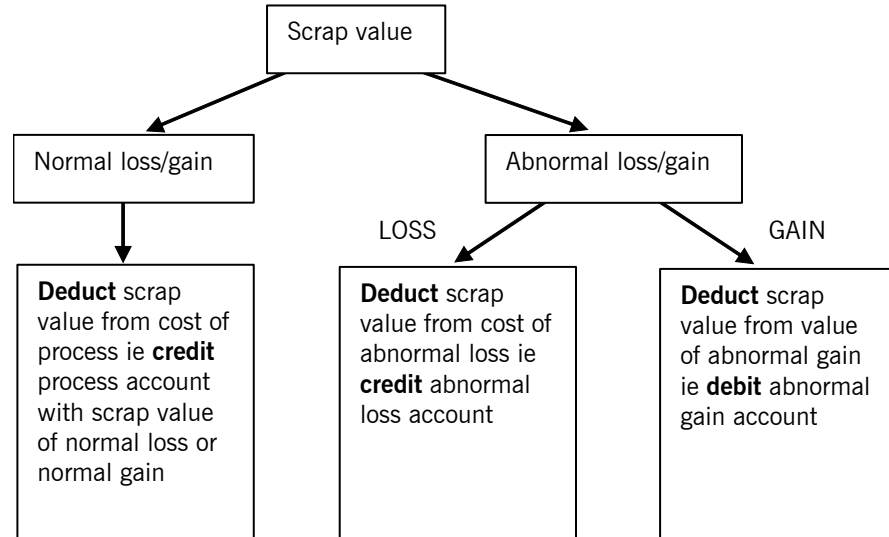 Scrap value
Normal loss/gain
Abnormal loss/gain
LOSS
GAIN
Deduct scrap
value from cost of
process ie credit
process account
with scrap value
of normal loss or
normal gain
Deduct scrap
value from cost of
abnormal loss ie
credit abnormal
loss account
Deduct scrap
value from value
of abnormal gain
ie debit abnormal
gain account